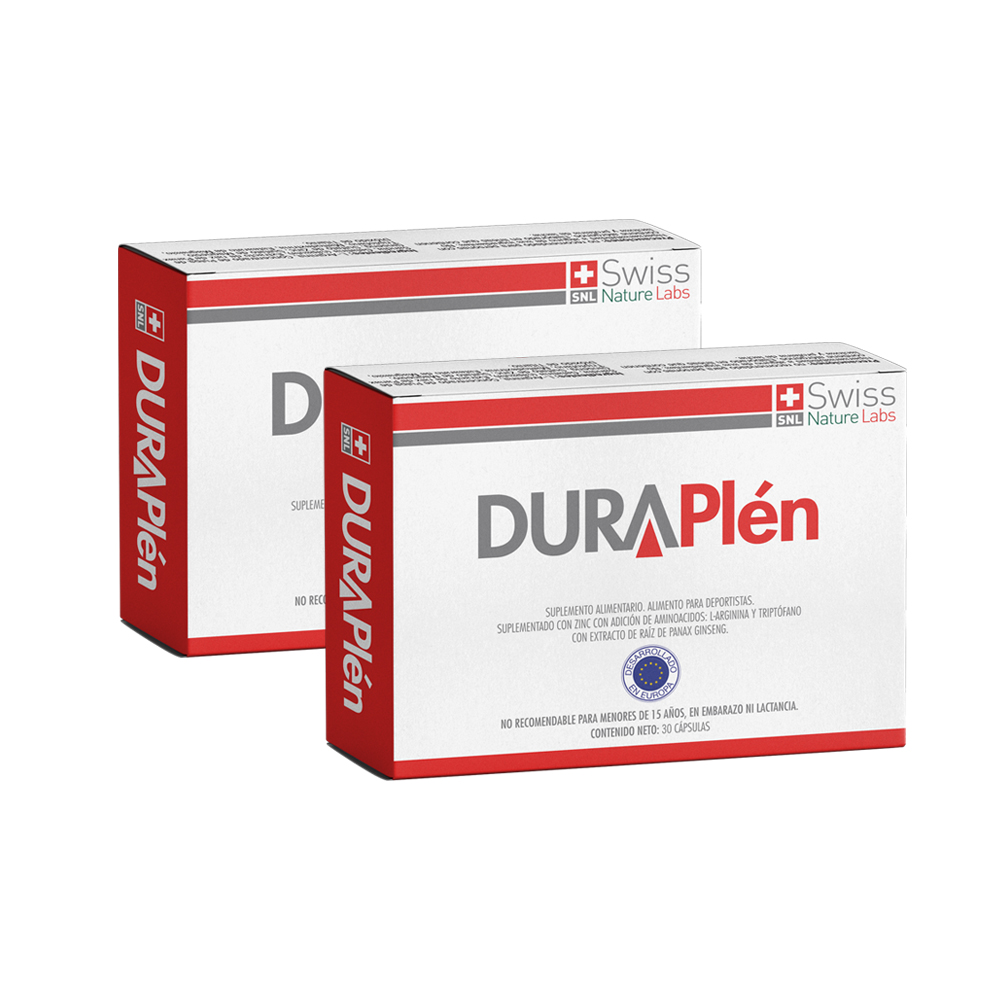 Swiss
SNL Nature Labs
SNL
DURAPlén
D
SUPLEME
NO RECO
Swiss
SNL Nature Labs
SNL
DURAPlén
DURAPlén
SUPLEMENTO ALIMENTARIO. ALIMENTO PARA DEPORTISTAS.
SUPLEMENTADO CON ZINC CON ADICIÓN DE AMINOACIDOS: L-ARGININA Y TRIPTÓFANO
CON EXTRACTO DE RAÍZ DE PANAX GINSENG.
DESARROLLADO
EN EUROPA
NO RECOMENDABLE PARA MENORES DE 15 AÑOS, EN EMBARAZO NI LACTANCIA.
CONTENIDO NETO: 30 CÁPSULAS